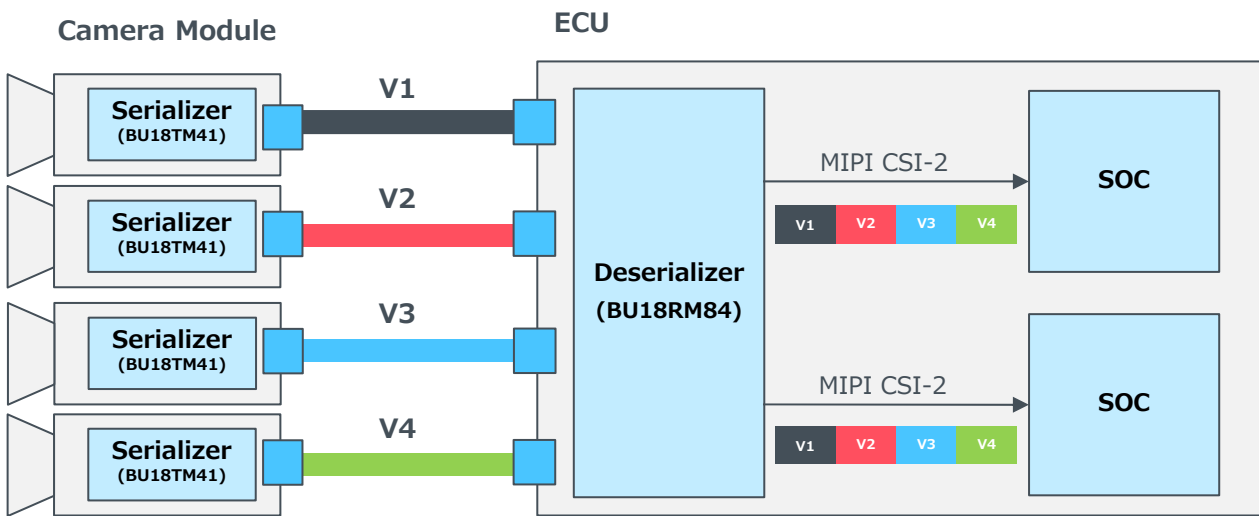 Camera Module
ECU
V1
Serializer
(BU18TM41)
V2
Serializer
(BU18TM41)
V3
Serializer
(BU18TM41)
V4
Serializer
(BU18TM41)
Deserializer
(BU18RM84)
MIPI CSI-2
V1 V2 V3 V4
SOC
MIPI CSI-2
V1 V2 V3 V4
SOC